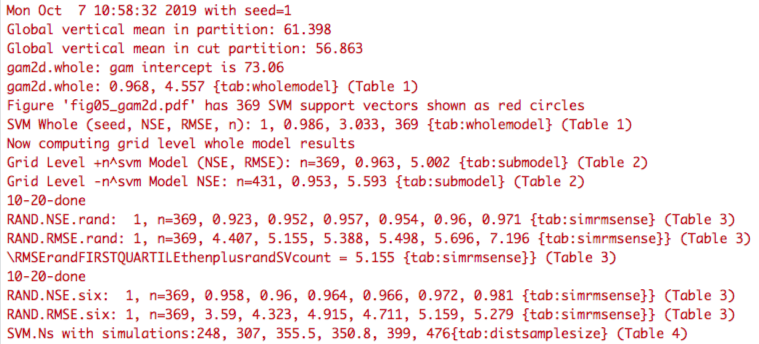 Mon Oct  7 10:58:32 2019 with seed=1
Global vertical mean in partition: 61.398
Global vertical mean in cut partition: 56.863
gam2d.whole: gam intercept is 73.06
gam2d.whole: 0.968, 4.557 {tab:wholemodel} (Table 1)
Figure 'fig05_gam2d.pdf' has 369 SVM support vectors shown as red circles
SVM Whole (seed, NSE, RMSE, n): 1, 0.986, 3.033, 369 {tab:wholemodel} (Table 1)
Now computing grid level whole model results
Grid Level +n^svm Model (NSE, RMSE): n=369, 0.963, 5.002 {tab:submodel} (Table 2)
Grid Level -n^svm Model NSE: n=431, 0.953, 5.593 {tab:submodel} (Table 2)
10-20-done
RAND.NSE.rand:  1, n=369, 0.923, 0.952, 0.957, 0.954, 0.96, 0.971 {tab:simrmsense} (Table 3)
RAND.RMSE.rand: 1, n=369, 4.407, 5.155, 5.388, 5.498, 5.696, 7.196 {tab:simrmsense}} (Table 3)
\RMSErandFIRSTQUARTILEthenplusrandSVcount = 5.155 {tab:simrmsense}} (Table 3)
10-20-done
RAND.NSE.six:  1, n=369, 0.958, 0.96, 0.964, 0.966, 0.972, 0.981 {tab:simrmsense}} (Table 3)
RAND.RMSE.six: 1, n=369, 3.59, 4.323, 4.915, 4.711, 5.159, 5.279 {tab:simrmsense}} (Table 3)
SVM.Ns with simulations:248, 307, 355.5, 350.8, 399, 476{tab:distsamplesize} (Table 4)